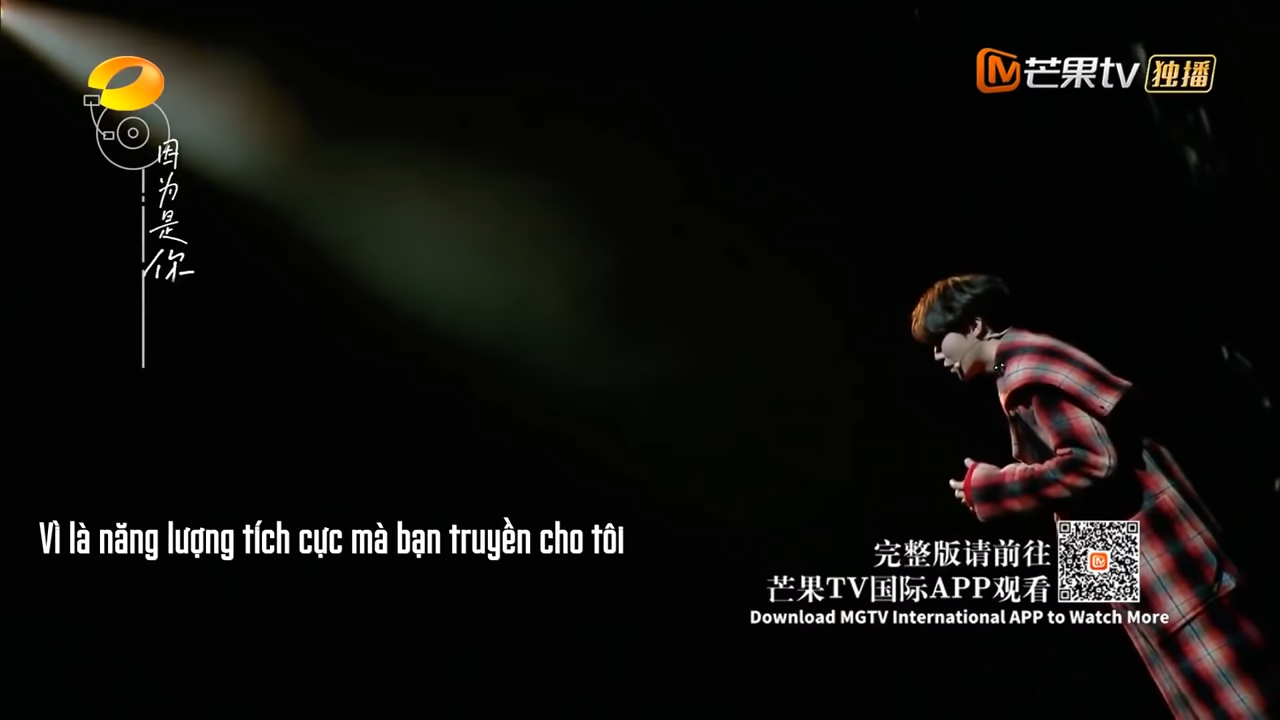 因为是你
芒果tv 独播
Vì là năng lượng tích cực mà bạn truyền cho tôi
完整版请前往
芒果TV国际APP观看
Download MGTV International APP to Watch More